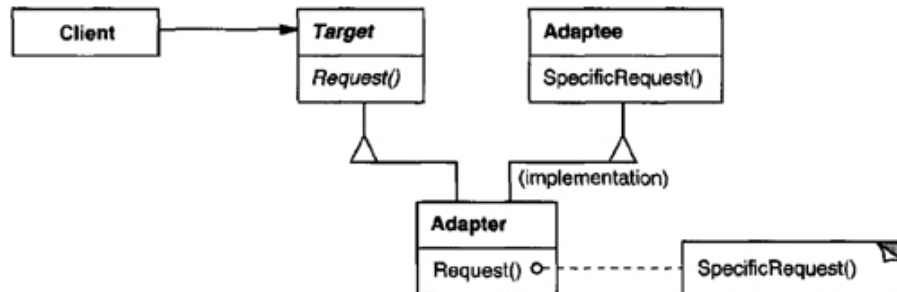 Client
Target
Request()
Adaptee
SpecificRequest()
(implementation)
Adapter
Request()
SpecificRequest()